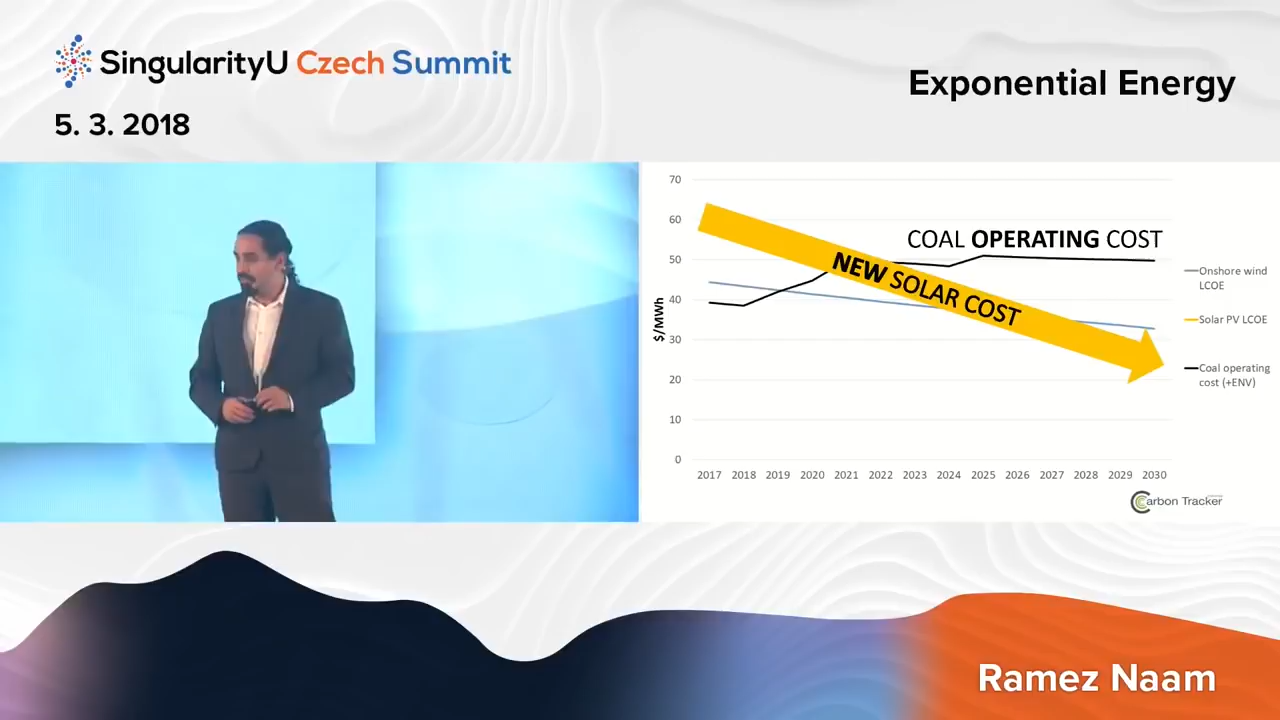 SingularityU Czech Summit
5. 3. 2018
Exponential Energy
70
60
50
40
30
20
10
0
$/MWh
COAL OPERATING COST
NEW SOLAR COST
Onshore wind
LCOE
Solar PV LCOE
Coal operating
cost (+ENV)
2017 2018 2019 2020 2021 2022 2023 2024 2025 2026 2027 2028 2029 2030
Carbon Tracker
Ramez Naam